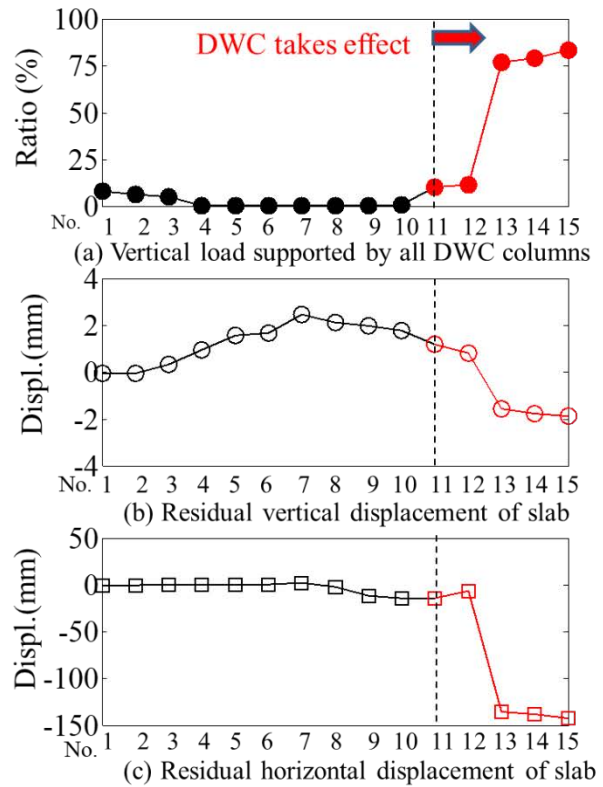 100
DWC takes effect
75
50
25
0
Ratio (%)
No. 1 2 3 4 5 6 7 8 9 10 11 12 13 14 15
(a) Vertical load supported by all DWC columns
4
2
0
-2
-4
Displ.(mm)
No. 1 2 3 4 5 6 7 8 9 10 11 12 13 14 15
(b) Residual vertical displacement of slab
50
0
-50
-100
-150
Displ.(mm)
No. 1 2 3 4 5 6 7 8 9 10 11 12 13 14 15
(c) Residual horizontal displacement of slab